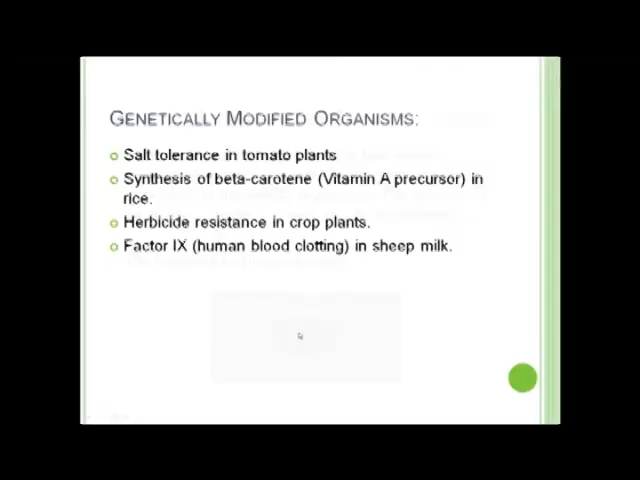 GENETICALLY MODIFIED ORGANISMS:
Salt tolerance in tomato plants
Synthesis of beta-carotene (Vitamin A precursor) in
rice.
Herbicide resistance in crop plants.
Factor IX (human blood clotting) in sheep milk.